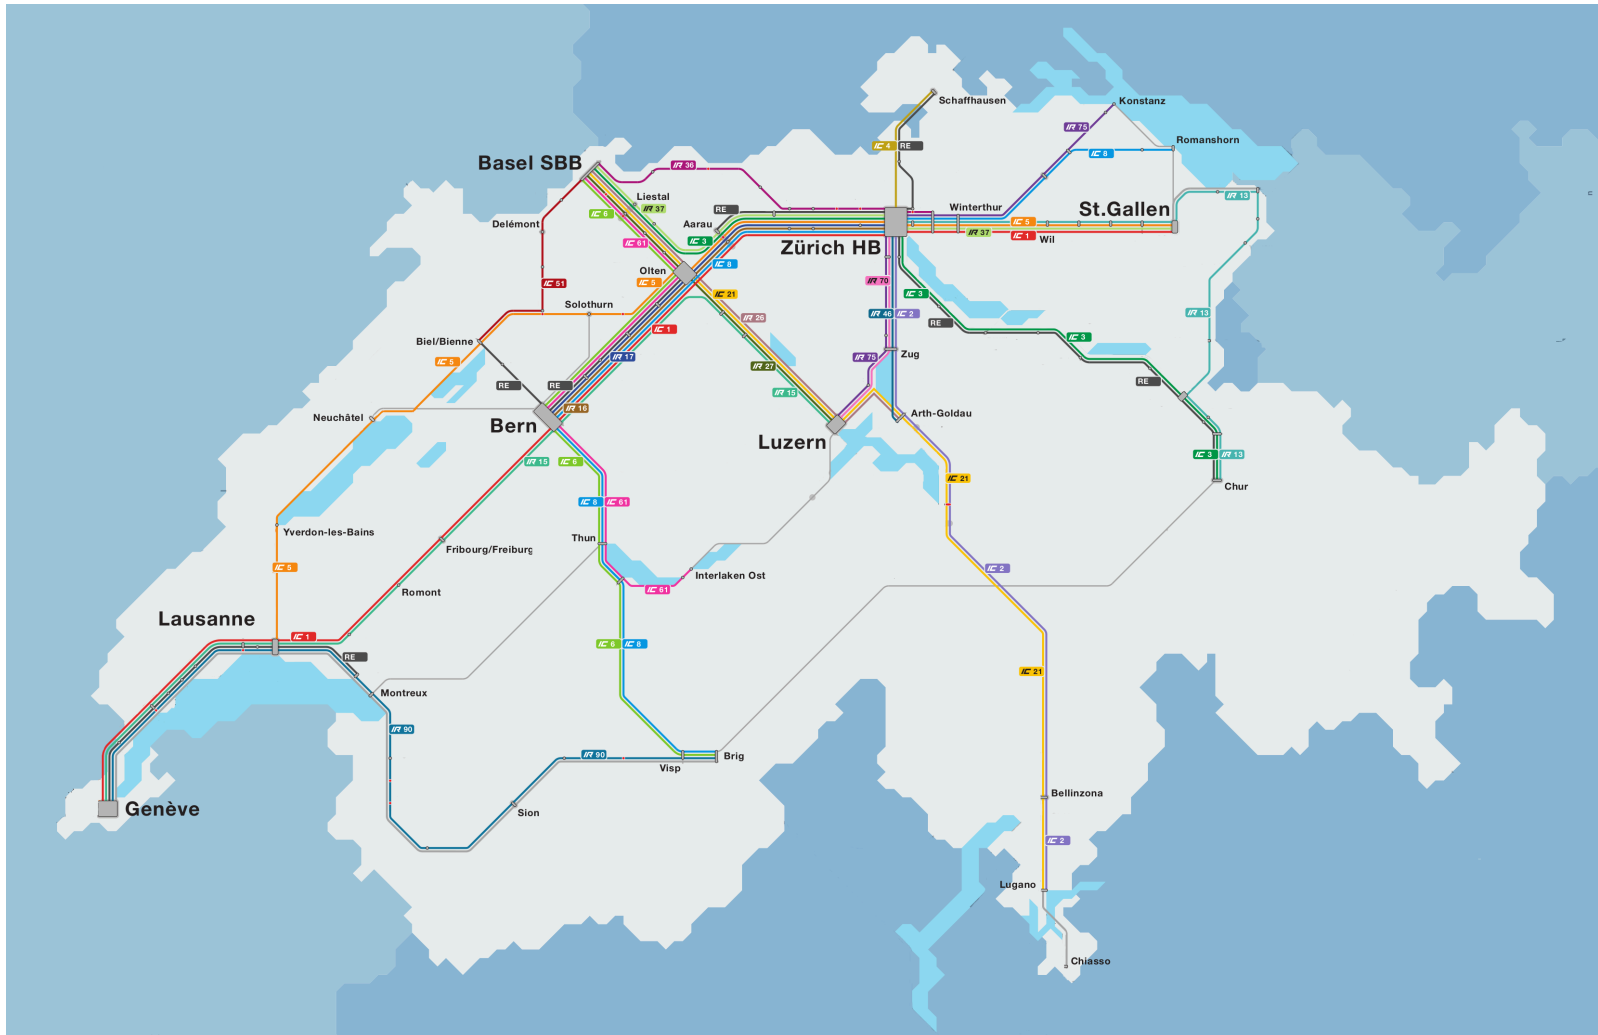 Schaffhausen
Konstanz
IR 75
Romanshorn
IC 4 RE
IC 8
Basel SBB
IR 36
Liestal
IR 37
IC 6
RE
Winterthur
IR 13
St.Gallen
Delémont
Aarau
IC 5
IC 61
IC 3
Zürich HB
IR 37
IC 1
Wil
IC 8
Olten
IC 51
IC 5
IR 70
IC 21
IC 3
Solothurn
IR 26
IR 46 IC 2
IR 13
RE
IC 1
IC 3
Biel/Bienne
IR 17
Zug
IR 75
IC 5
IR 27
RE
RE
RE
IR 15
IR 16
Neuchâtel
Bern
Arth-Goldau
Luzern
IR 15
IC 6
IC 3 IR 13
IC 21
Chur
IC 8 IC 61
Yverdon-les-Bains
Thun
Fribourg/Freiburg
IC 5
IC 2
Interlaken Ost
IC 61
Romont
Lausanne
IC 1
IC 6 IC 8
RE
IC 21
Montreux
IR 90
IR 90
Brig
Visp
Bellinzona
Genève
Sion
IC 2
Lugano
Chiasso